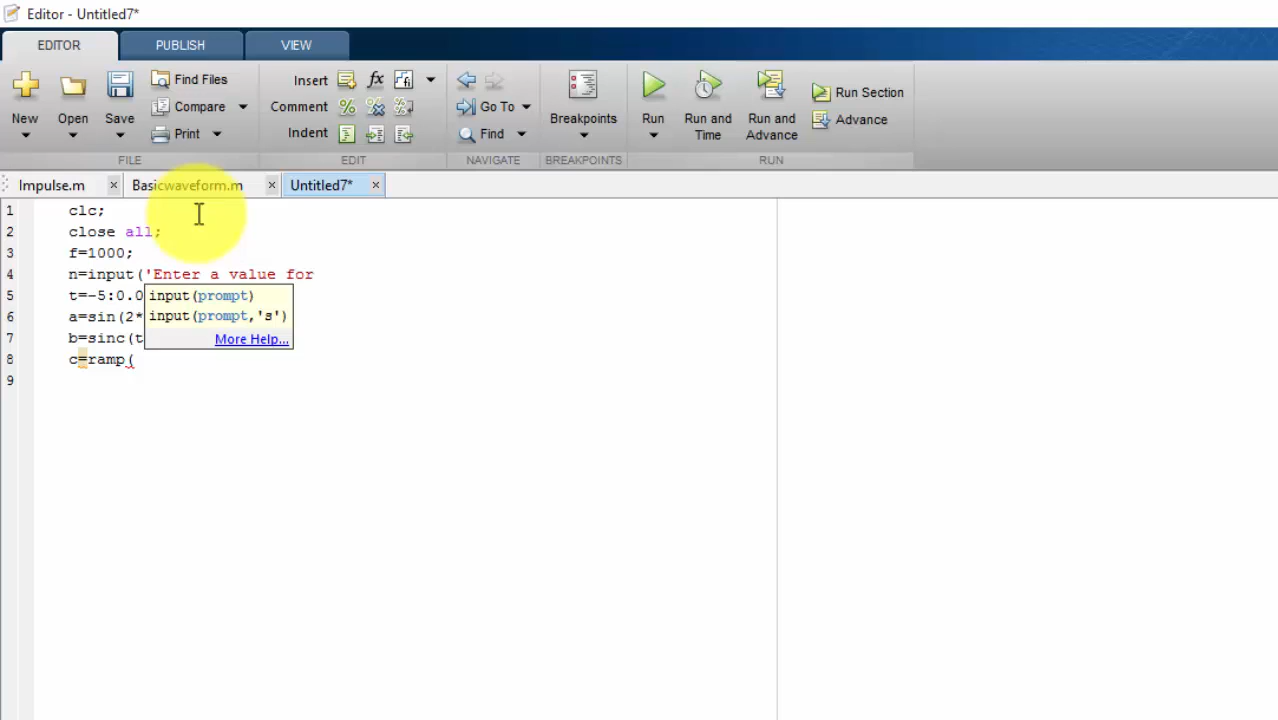 Editor - Untitled7*
EDITOR PUBLISH VIEW
New Open Save Find Files Compare Print
Insert fx Comment Indent
Go To Find
Breakpoints
Run Run and Time Run and Advance Run Section Advance
FILE EDIT NAVIGATE BREAKPOINTS RUN
Impulse.m Basicwaveform.m Untitled7*
1 clc;
2 close all;
3 f=1000;
4 n=input('Enter a value for
5 t=-5:0.0
input(prompt)
6 a=sin(2*
input(prompt,'s')
7 b=sinc(t
More Help...
8 c=ramp(
9